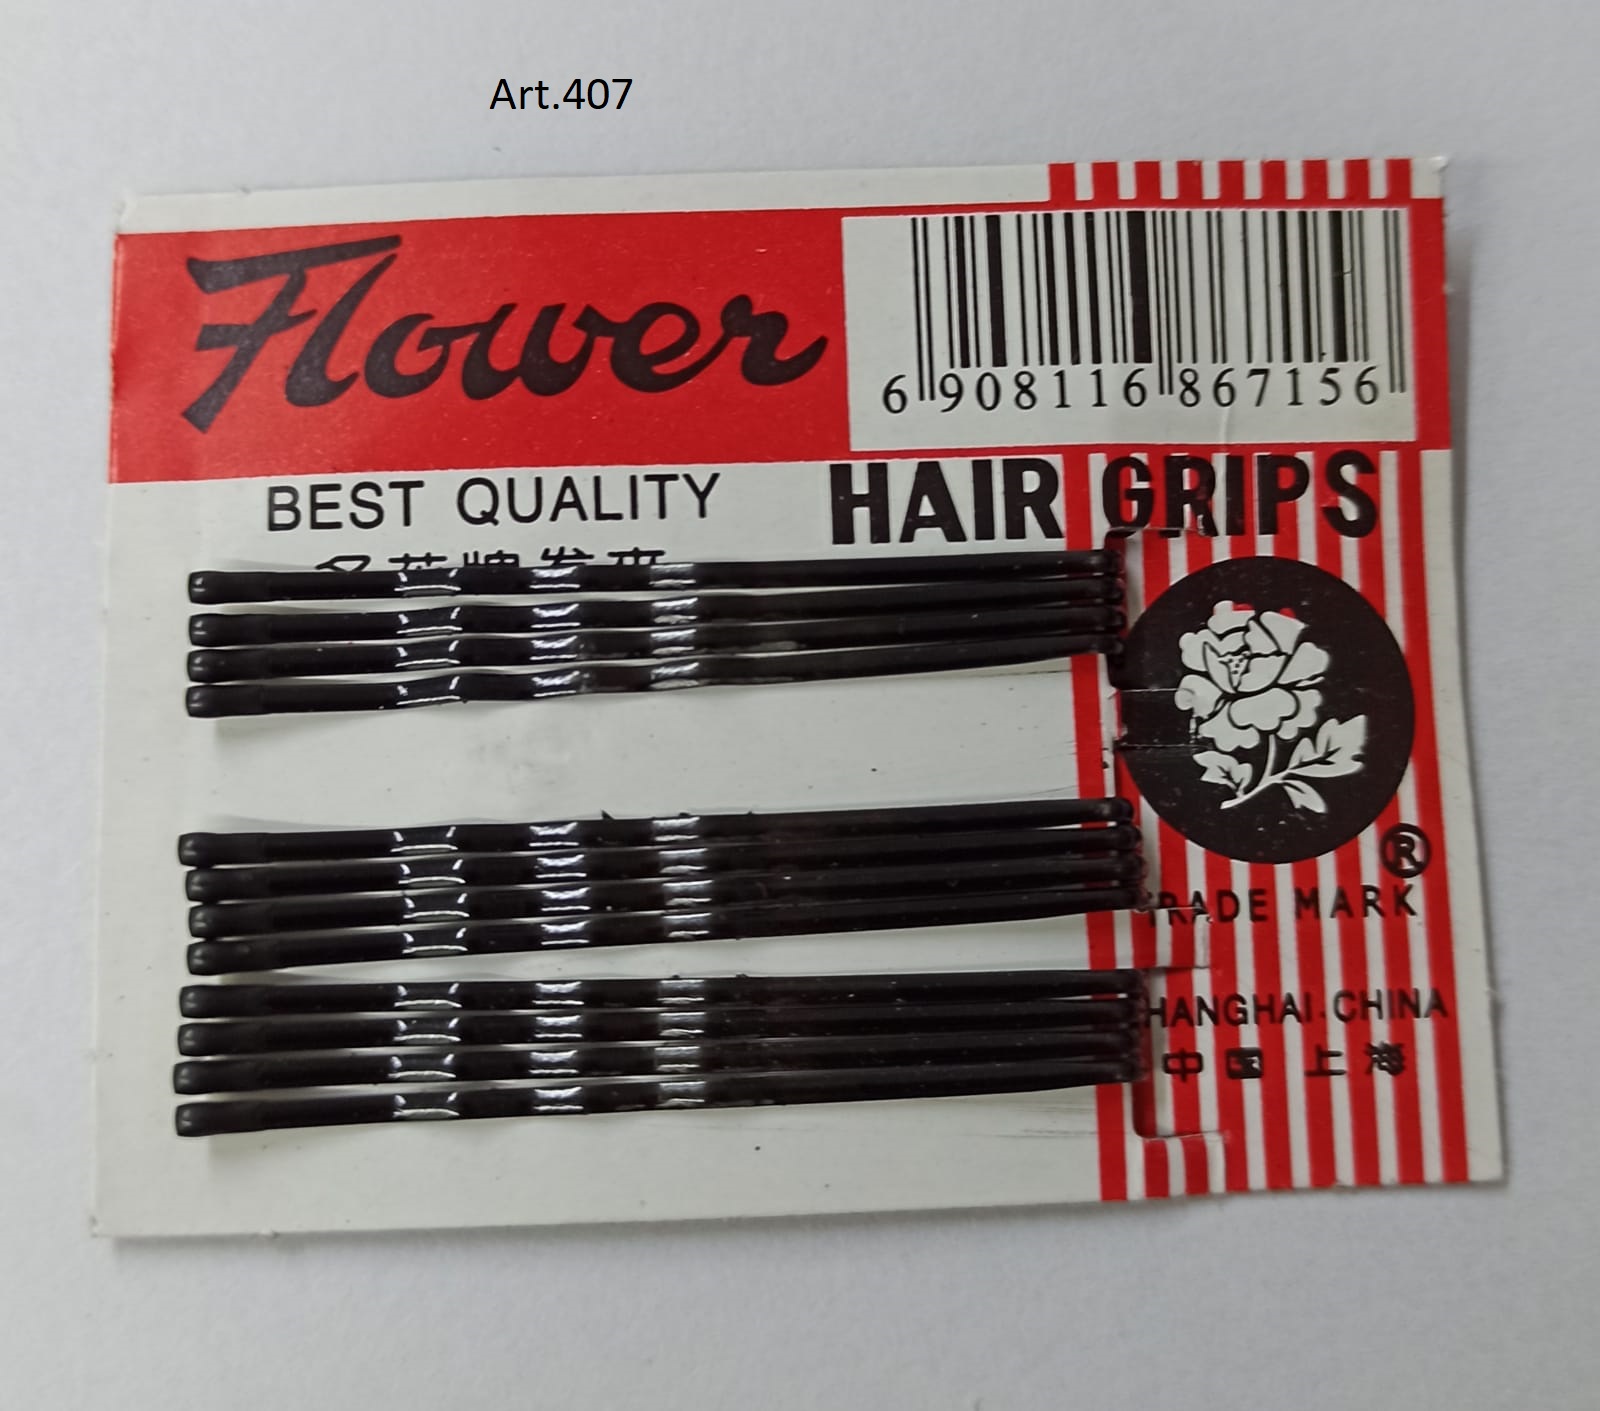 Art.407
Flower
6 908116 867156
BEST QUALITY
HAIR GRIPS
®
TRADE MARK
HANGHAI.CHINA
中国 上海